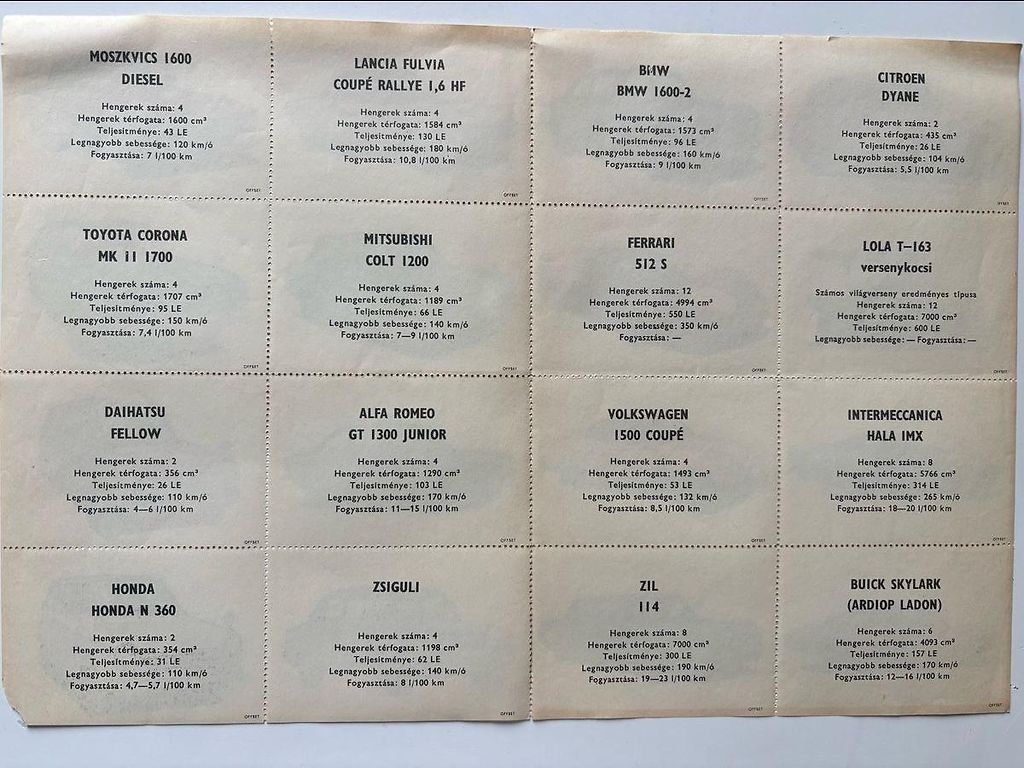 MOSZKVICS 1600
DIESEL
Hengerek száma: 4
Hengerek térfogata: 1600 cm³
Teljesítménye: 43 LE
Legnagyobb sebessége: 120 km/ó
Fogyasztása: 7 l/100 km
OFFSET
LANCIA FULVIA
COUPÉ RALLYE 1,6 HF
Hengerek száma: 4
Hengerek térfogata: 1584 cm³
Teljesítménye: 130 LE
Legnagyobb sebessége: 180 km/ó
Fogyasztása: 10,8 l/100 km
BMW
BMW 1600-2
Hengerek száma: 4
Hengerek térfogata: 1573 cm³
Teljesítménye: 96 LE
Legnagyobb sebessége: 160 km/ó
Fogyasztása: 9 l/100 km
OFFSET
CITROEN
DYANE
Hengerek száma: 2
Hengerek térfogata: 435 cm³
Teljesítménye: 26 LE
Legnagyobb sebessége: 104 km/ó
Fogyasztása: 5,5 l/100 km
OFFSET
TOYOTA CORONA
MK iI 1700
Hengerek száma: 4
Hengerek térfogata: 1707 cm³
Teljesítménye: 95 LE
Legnagyobb sebessége: 150 km/ó
Fogyasztása: 7,4 l/100 km
OFFSET
MITSUBISHI
COLT 1200
Hengerek száma: 4
Hengerek térfogata: 1189 cm³
Teljesítménye: 66 LE
Legnagyobb sebessége: 140 km/ó
Fogyasztása: 7—9 l/100 km
OFFSET
FERRARI
512 S
Hengerek száma: 12
Hengerek térfogata: 4994 cm³
Teljesítménye: 550 LE
Legnagyobb sebessége: 350 km/ó
Fogyasztása: —
OFFSET
LOLA T—163
versenykocsi
Számos világverseny eredményes típusa
Hengerek száma: 12
Hengerek térfogata: 7000 cm³
Teljesítménye: 600 LE
Legnagyobb sebessége: — Fogyasztása: —
OFFSET
DAIHATSU
FELLOW
Hengerek száma: 2
Hengerek térfogata: 356 cm³
Teljesítménye: 26 LE
Legnagyobb sebessége: 110 km/ó
Fogyasztása: 4—6 l/100 km
OFFSET
ALFA ROMEO
GT 1300 JUNIOR
Hengerek száma: 4
Hengerek térfogata: 1290 cm³
Teljesítménye: 103 LE
Legnagyobb sebessége: 170 km/ó
Fogyasztása: 11—15 l/100 km
OFFSET
VOLKSWAGEN
1500 COUPÉ
Hengerek száma: 4
Hengerek térfogata: 1493 cm³
Teljesítménye: 53 LE
Legnagyobb sebessége: 132 km/ó
Fogyasztása: 8,5 l/100 km
OFFSET
INTERMECCANICA
HALA IMX
Hengerek száma: 8
Hengerek térfogata: 5766 cm³
Teljesítménye: 314 LE
Legnagyobb sebessége: 265 km/ó
Fogyasztása: 18—20 l/100 km
OFFSET
HONDA
HONDA N 360
Hengerek száma: 2
Hengerek térfogata: 354 cm³
Teljesítménye: 31 LE
Legnagyobb sebessége: 110 km/ó
Fogyasztása: 4,7—5,7 l/100 km
OFFSET
ZSIGULI
Hengerek száma: 4
Hengerek térfogata: 1198 cm³
Teljesítménye: 62 LE
Legnagyobb sebessége: 140 km/ó
Fogyasztása: 8 l/100 km
OFFSET
ZIL
114
Hengerek száma: 8
Hengerek térfogata: 7000 cm³
Teljesítménye: 300 LE
Legnagyobb sebessége: 190 km/ó
Fogyasztása: 19—23 l/100 km
OFFSET
BUICK SKYLARK
(ARDIOP LADON)
Hengerek száma: 6
Hengerek térfogata: 4093 cm³
Teljesítménye: 157 LE
Legnagyobb sebessége: 170 km/ó
Fogyasztása: 12—16 l/100 km
OFFSET